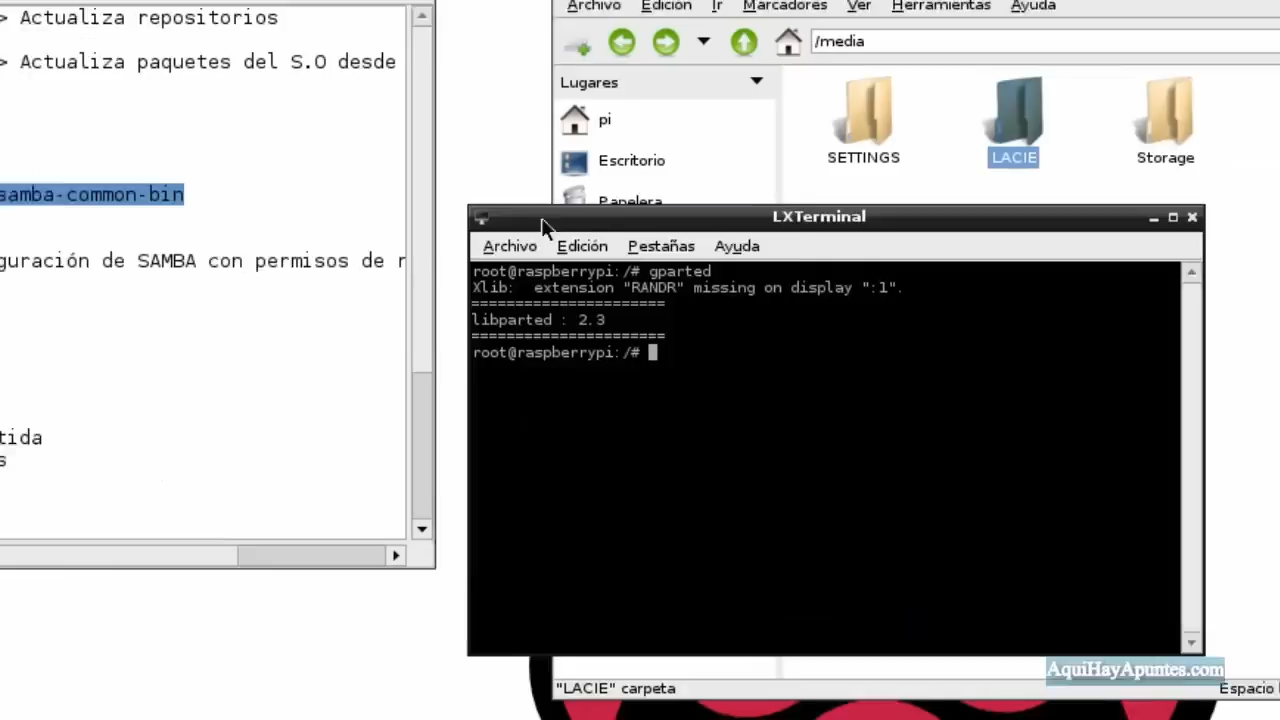 > Actualiza repositorios
> Actualiza paquetes del S.O desde
samba-common-bin
guración de SAMBA con permisos de r
tida
s
Archivo Edición Ir Marcadores Ver Herramientas Ayuda
/media
Lugares
pi
Escritorio
Papelera
SETTINGS
LACIE
Storage
LXTerminal
Archivo Edición Pestañas Ayuda
root@raspberrypi:/# gparted
Xlib:  extension "RANDR" missing on display ":1".
======================
libparted : 2.3
======================
root@raspberrypi:/#
AquiHayApuntes.com
"LACIE" carpeta
Espacio